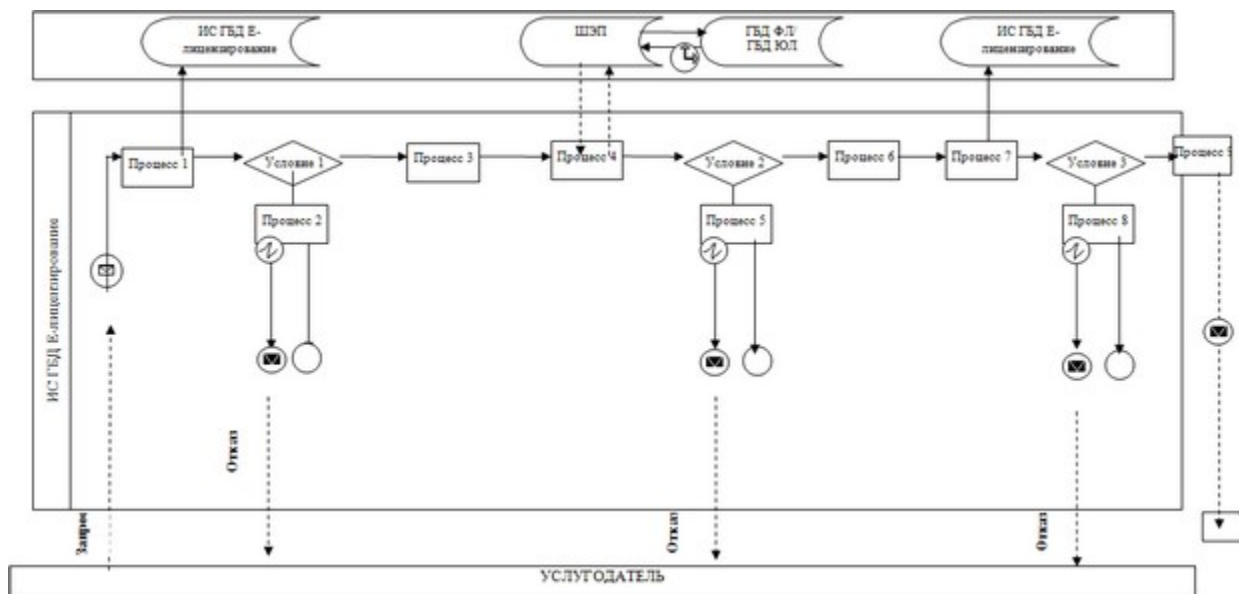 ИС ГБД Е-
лицензирование
ШЭП
ГБД ФЛ/
ГБД ЮЛ
ИС ГБД Е-
лицензирование
ИС ГБД Е-лицензирование
Процесс 1
Условие 1
Процесс 3
Процесс 4
Условие 2
Процесс 6
Процесс 7
Условие 3
Процесс 9
Процесс 2
Процесс 5
Процесс 8
Отказ
Запрос
Отказ
Отказ
УСЛУГОДАТЕЛЬ